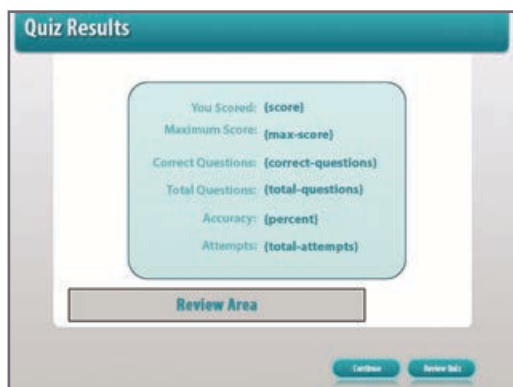 Quiz Results
You Scored: {score}
Maximum Score: {max-score}
Correct Questions: {correct-questions}
Total Questions: {total-questions}
Accuracy: {percent}
Attempts: {total-attempts}
Review Area
Continue Review Quiz